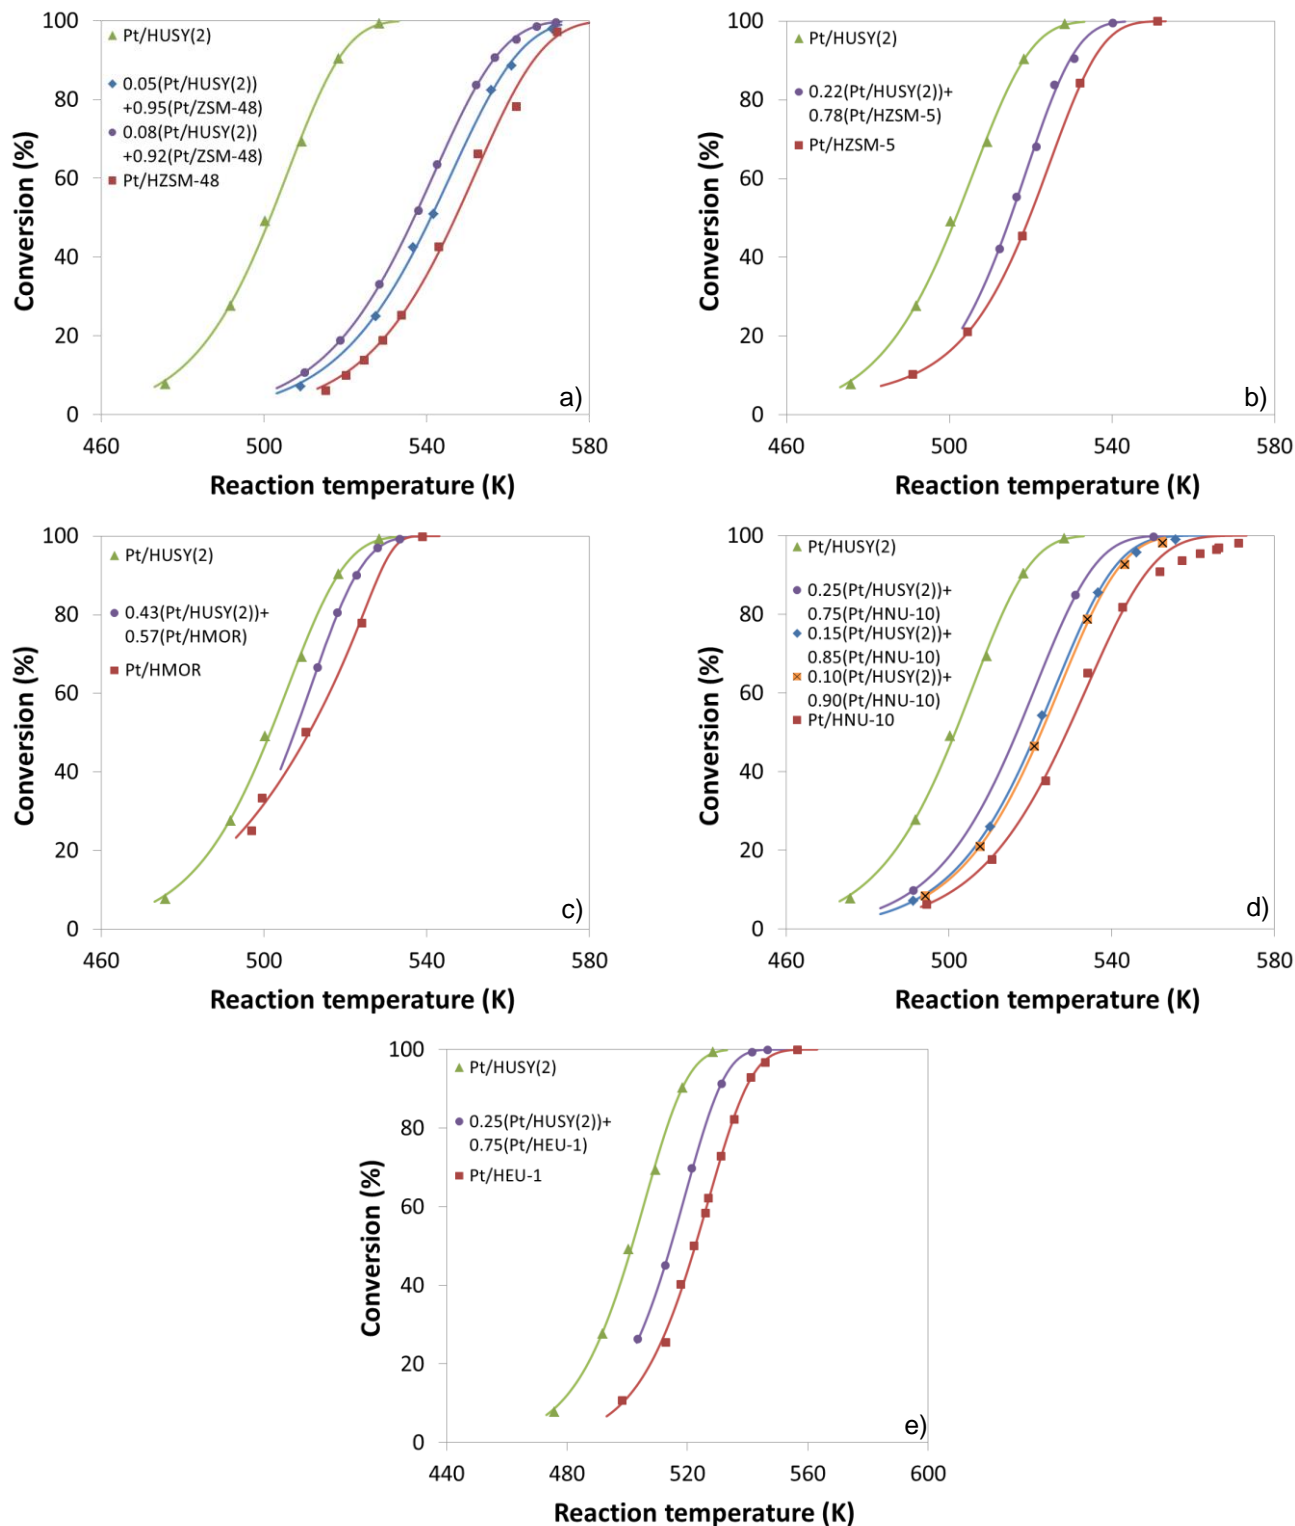 100
80
60
40
20
0
Conversion (%)
Pt/HUSY(2)
0.05(Pt/HUSY(2))
+0.95(Pt/ZSM-48)
0.08(Pt/HUSY(2))
+0.92(Pt/ZSM-48)
Pt/HZSM-48
a)
460 500 540 580
Reaction temperature (K)
100
80
60
40
20
0
Conversion (%)
Pt/HUSY(2)
0.22(Pt/HUSY(2))+
0.78(Pt/HZSM-5)
Pt/HZSM-5
b)
460 500 540 580
Reaction temperature (K)
100
80
60
40
20
0
Conversion (%)
Pt/HUSY(2)
0.43(Pt/HUSY(2))+
0.57(Pt/HMOR)
Pt/HMOR
c)
460 500 540 580
Reaction temperature (K)
100
80
60
40
20
0
Conversion (%)
Pt/HUSY(2)
0.25(Pt/HUSY(2))+
0.75(Pt/HNU-10)
0.15(Pt/HUSY(2))+
0.85(Pt/HNU-10)
0.10(Pt/HUSY(2))+
0.90(Pt/HNU-10)
Pt/HNU-10
d)
460 500 540 580
Reaction temperature (K)
100
80
60
40
20
0
Conversion (%)
Pt/HUSY(2)
0.25(Pt/HUSY(2))+
0.75(Pt/HEU-1)
Pt/HEU-1
e)
440 480 520 560 600
Reaction temperature (K)